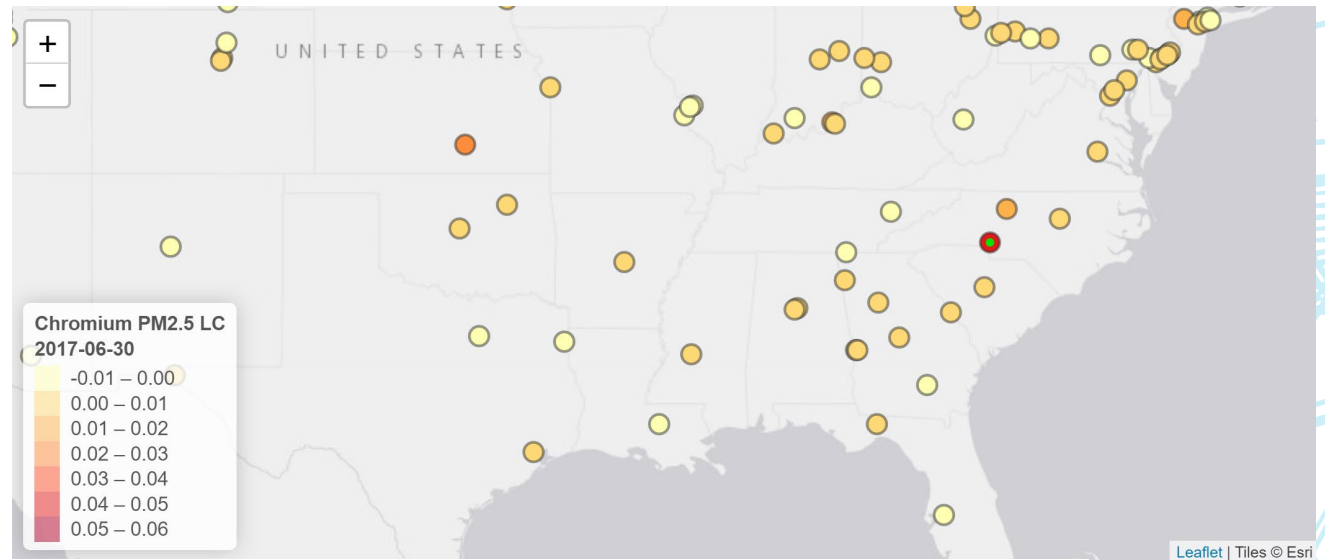 +
UNITED STATES
−
Chromium PM2.5 LC
2017-06-30
-0.01 – 0.00
0.00 – 0.01
0.01 – 0.02
0.02 – 0.03
0.03 – 0.04
0.04 – 0.05
0.05 – 0.06
Leaflet | Tiles © Esri